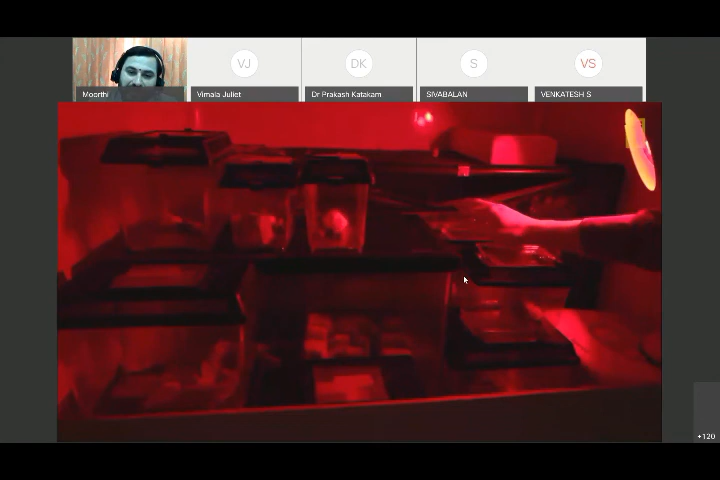 VJ
DK
S
VS
Moorthi
Vimala Juliet
Dr Prakash Katakam
SIVABALAN
VENKATESH S
+120